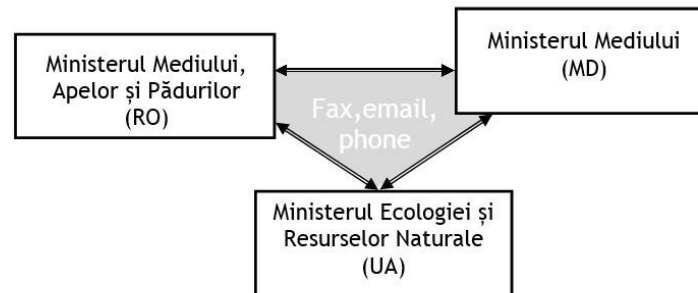 Ministerul Mediului,
Apelor și Pădurilor
(RO)
Ministerul Mediului
(MD)
Fax,email,
phone
Ministerul Ecologiei și
Resurselor Naturale
(UA)